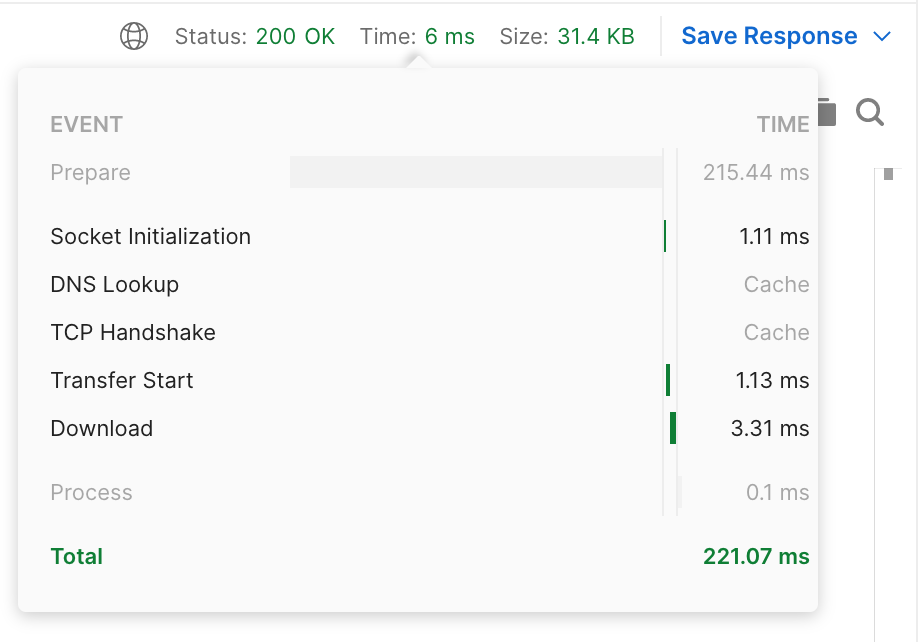 Status: 200 OK Time: 6 ms Size: 31.4 KB Save Response
EVENT TIME
Prepare 215.44 ms
Socket Initialization 1.11 ms
DNS Lookup Cache
TCP Handshake Cache
Transfer Start 1.13 ms
Download 3.31 ms
Process 0.1 ms
Total 221.07 ms